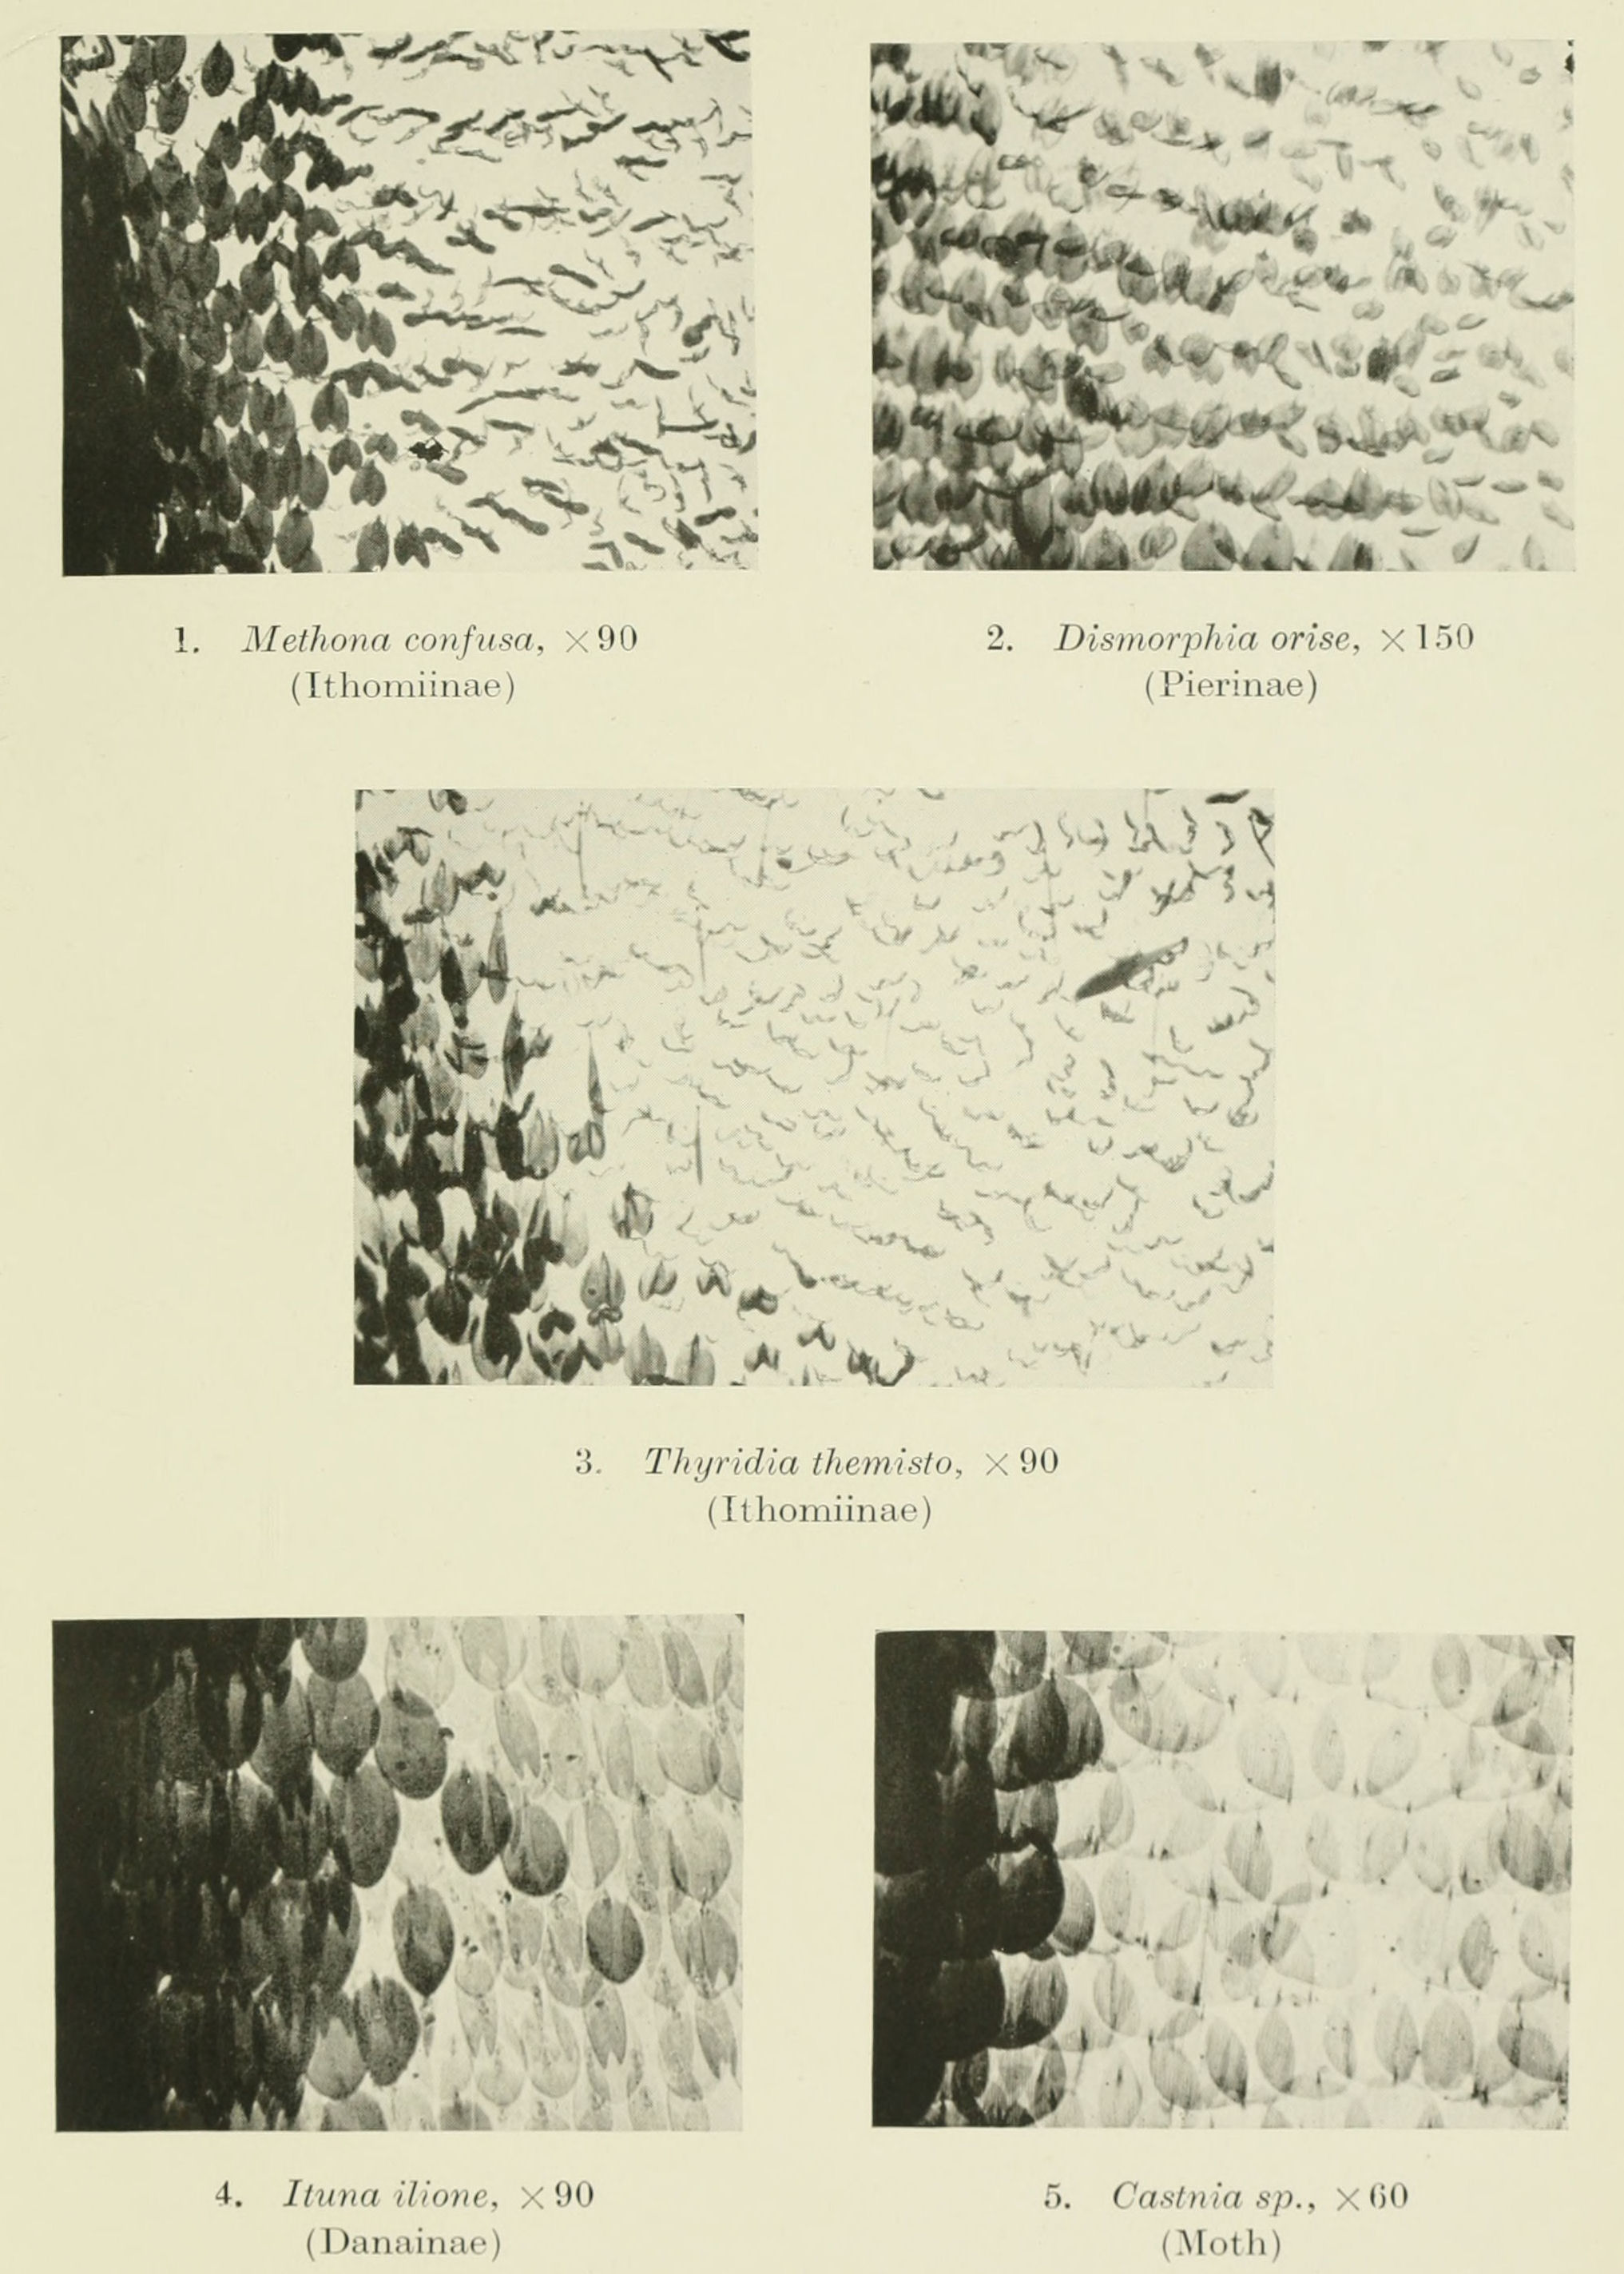 1. Methona confusa, ×90
(Ithomiinae)
2. Dismorphia orise, ×150
(Pierinae)
3. Thyridia themisto, ×90
(Ithomiinae)
4. Ituna ilione, ×90
(Danainae)
5. Castnia sp., ×60
(Moth)